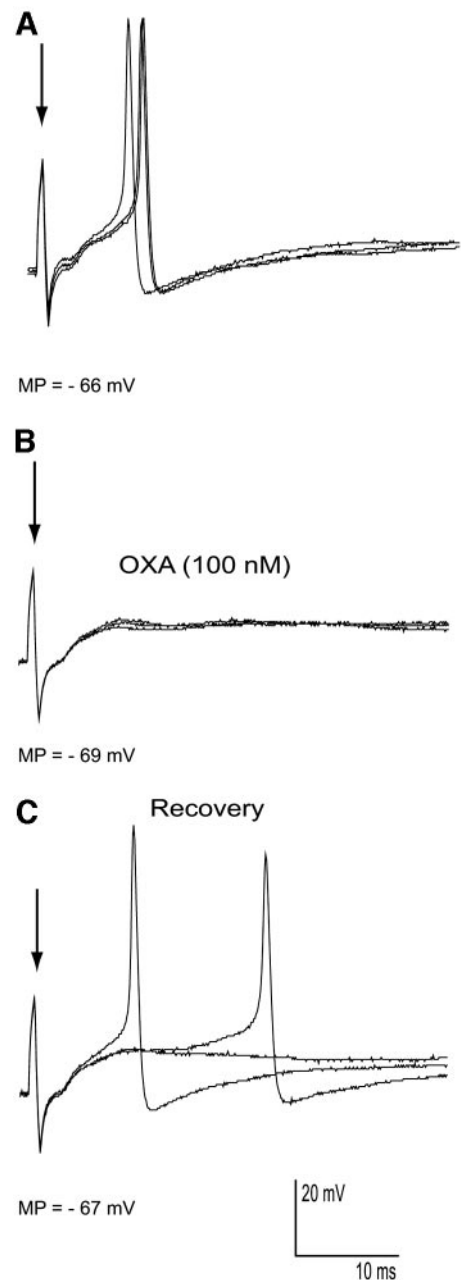 A
MP = - 66 mV
B
OXA (100 nM)
MP = - 69 mV
C
Recovery
MP = - 67 mV
20 mV
10 ms